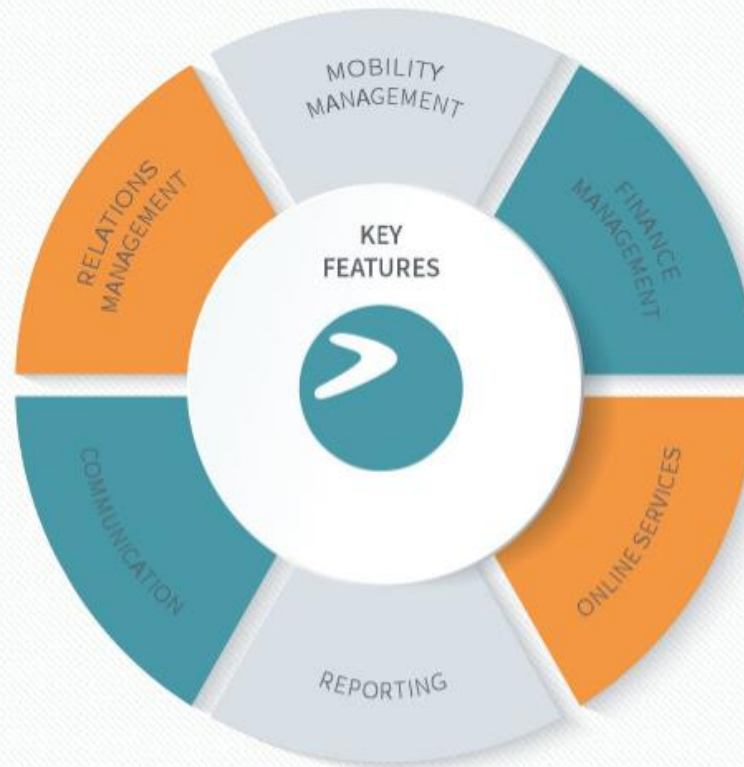 MOBILITY
MANAGEMENT
FINANCE
MANAGEMENT
ONLINE SERVICES
REPORTING
COMMUNICATION
RELATIONS
MANAGEMENT
KEY
FEATURES